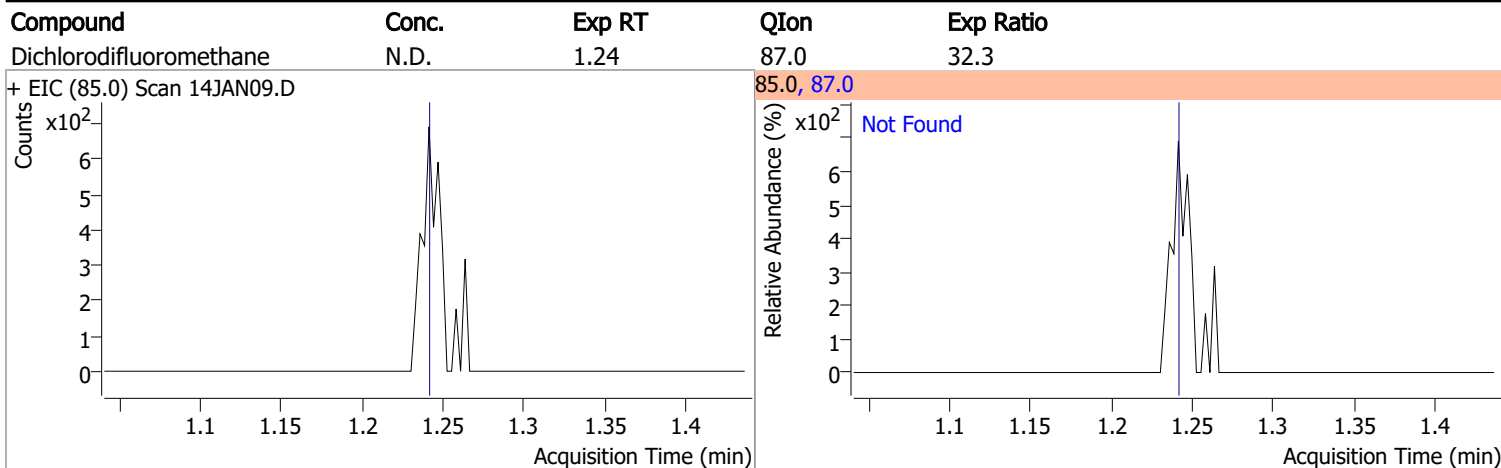 Compound Conc. Exp RT QIon Exp Ratio
Dichlorodifluoromethane N.D. 1.24 87.0 32.3
+ EIC (85.0) Scan 14JAN09.D
85.0, 87.0
Counts
x10²
6
5
4
3
2
1
0
1.1 1.15 1.2 1.25 1.3 1.35 1.4
Acquisition Time (min)
Relative Abundance (%)
x10²
Not Found
6
5
4
3
2
1
0
1.1 1.15 1.2 1.25 1.3 1.35 1.4
Acquisition Time (min)